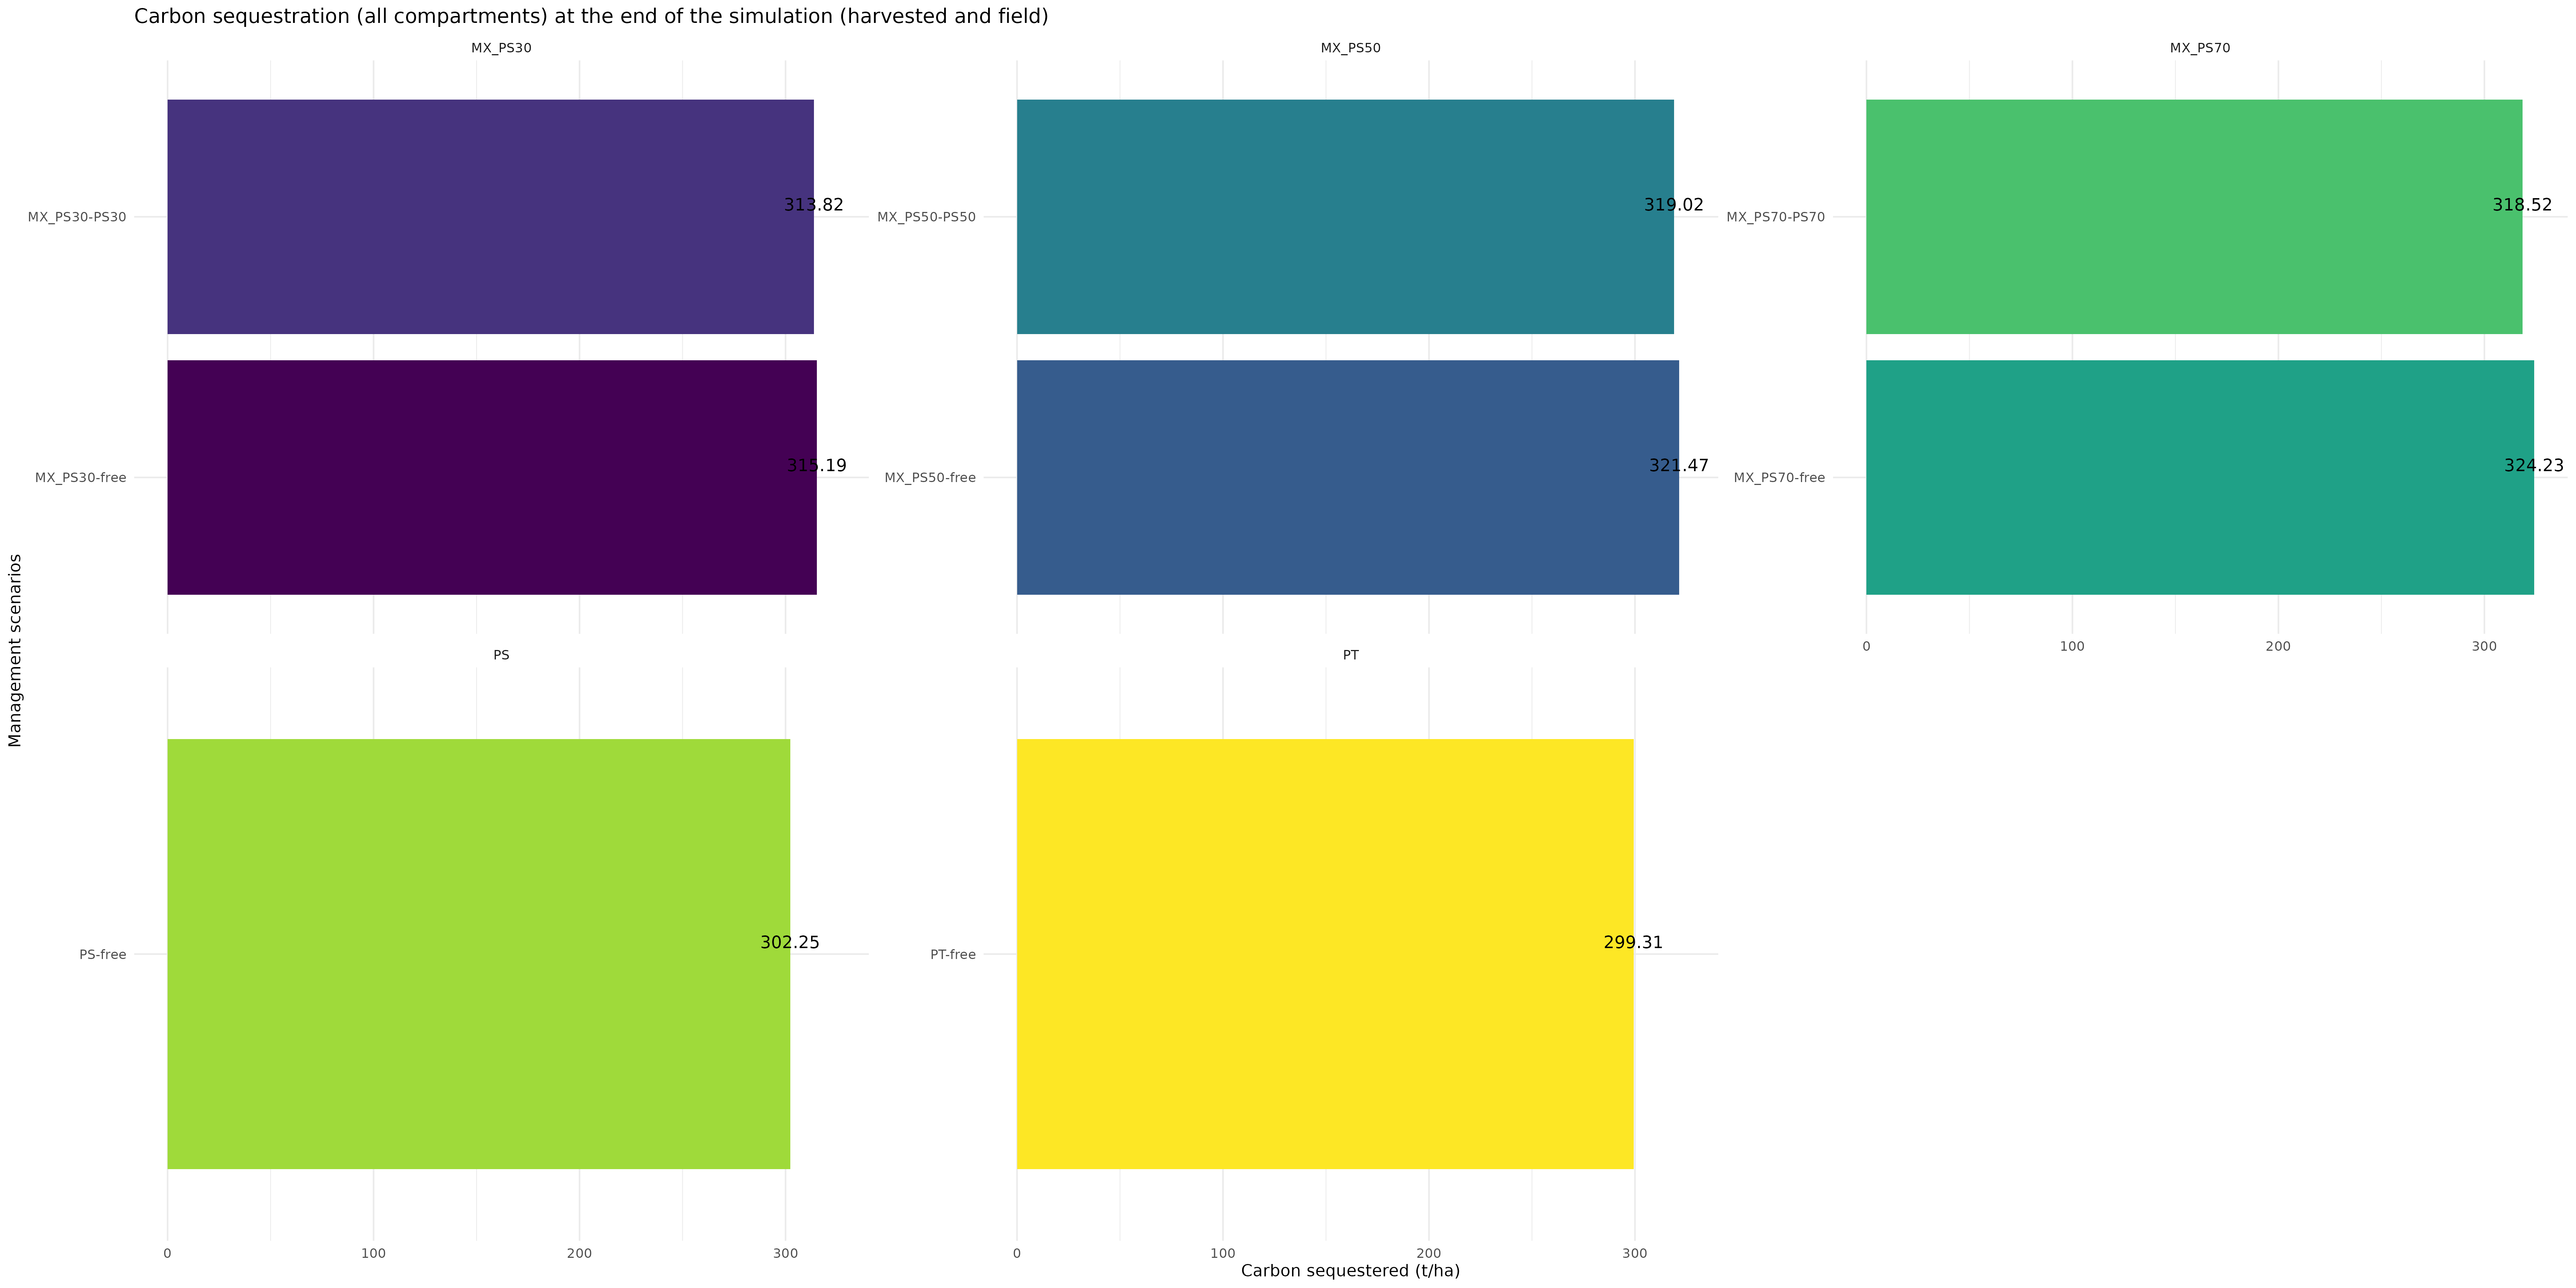 Carbon sequestration (all compartments) at the end of the simulation (harvested and field)
MX_PS30
MX_PS50
MX_PS70
MX_PS30-PS30
313.82
MX_PS50-PS50
319.02
MX_PS70-PS70
318.52
MX_PS30-free
315.19
MX_PS50-free
321.47
MX_PS70-free
324.23
0 100 200 300
Management scenarios
PS
PT
PS-free
302.25
PT-free
299.31
0 100 200 300
0 100 200 300
Carbon sequestered (t/ha)